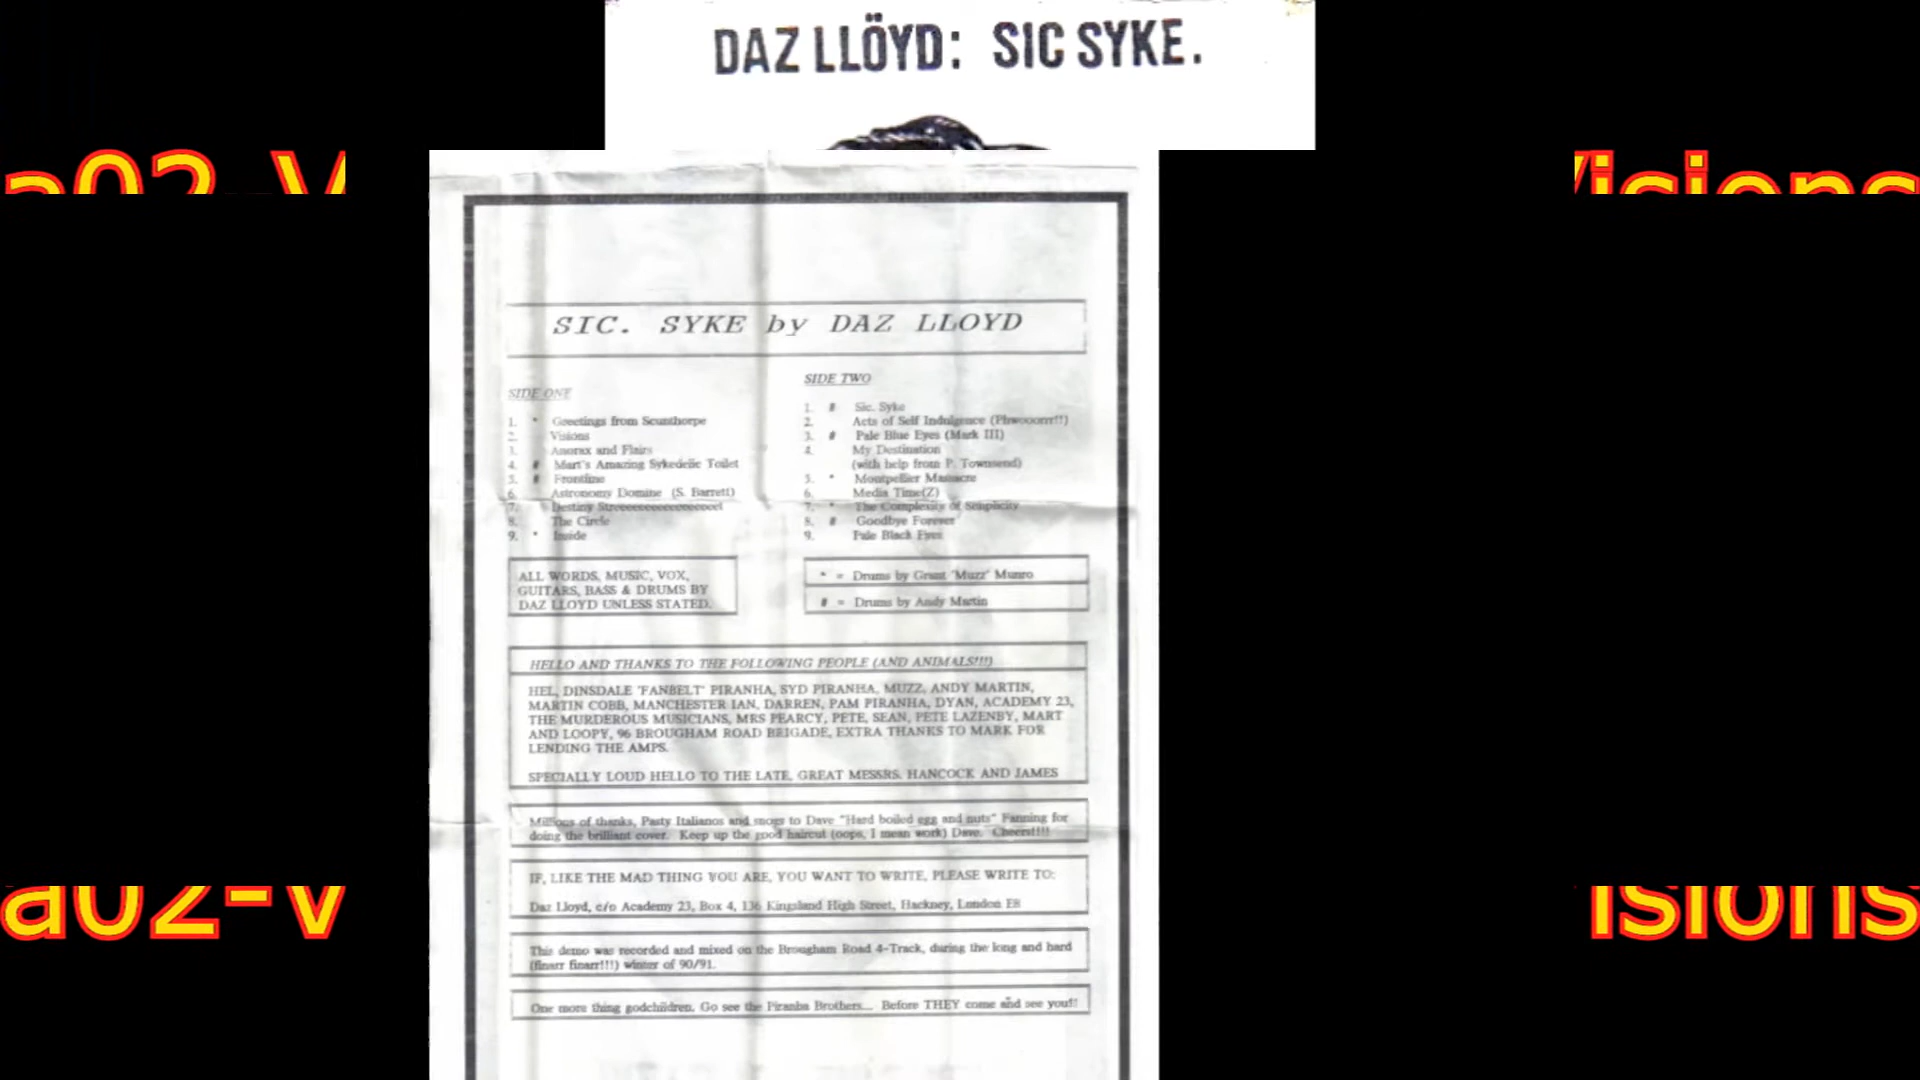 DAZ LLÖYD: SIC SYKE.
a02-V
isions
SIC. SYKE by DAZ LLOYD
SIDE ONE
1. * Greetings from Scunthorpe
2. Visions
3. Anorax and Flairs
4. # Mart's Amazing Sykedelic Toilet
5. # Frontline
6. Astronomy Domine (S. Barrett)
7. Destiny Streeeeeeeeeeeeeeeeeet
8. The Circle
9. * Inside
SIDE TWO
1. # Sic. Syke
2. Acts of Self Indulgence (Phwooorrr!!)
3. # Pale Blue Eyes (Mark III)
4. My Destination
(with help from P. Townsend)
5. * Montpellier Massacre
6. Media Time(Z)
7. * The Complexity of Simplicity
8. # Goodbye Forever
9. Pale Black Eyes
ALL WORDS, MUSIC, VOX,
GUITARS, BASS & DRUMS BY
DAZ LLOYD UNLESS STATED.
* = Drums by Grant 'Muzz' Munro
# = Drums by Andy Martin
HELLO AND THANKS TO THE FOLLOWING PEOPLE (AND ANIMALS!!!)
HEL, DINSDALE 'FANBELT' PIRANHA, SYD PIRANHA, MUZZ, ANDY MARTIN,
MARTIN COBB, MANCHESTER IAN, DARREN, PAM PIRANHA, DYAN, ACADEMY 23,
THE MURDEROUS MUSICIANS, MRS PEARCY, PETE, SEAN, PETE LAZENBY, MART
AND LOOPY, 96 BROUGHAM ROAD BRIGADE, EXTRA THANKS TO MARK FOR
LENDING THE AMPS.
SPECIALLY LOUD HELLO TO THE LATE, GREAT MESSRS. HANCOCK AND JAMES
Millions of thanks, Pasty Italianos and snogs to Dave "Hard boiled egg and nuts" Fanning for
doing the brilliant cover. Keep up the good haircut (oops, I mean work) Dave. Cheers!!!!
IF, LIKE THE MAD THING YOU ARE, YOU WANT TO WRITE, PLEASE WRITE TO:
Daz Lloyd, c/o Academy 23, Box 4, 136 Kingsland High Street, Hackney, London E8
This demo was recorded and mixed on the Brougham Road 4-Track, during the long and hard
(finarr finarr!!!) winter of 90/91.
One more thing godchildren. Go see the Piranha Brothers... Before THEY come and see you!!
a02-V
isions